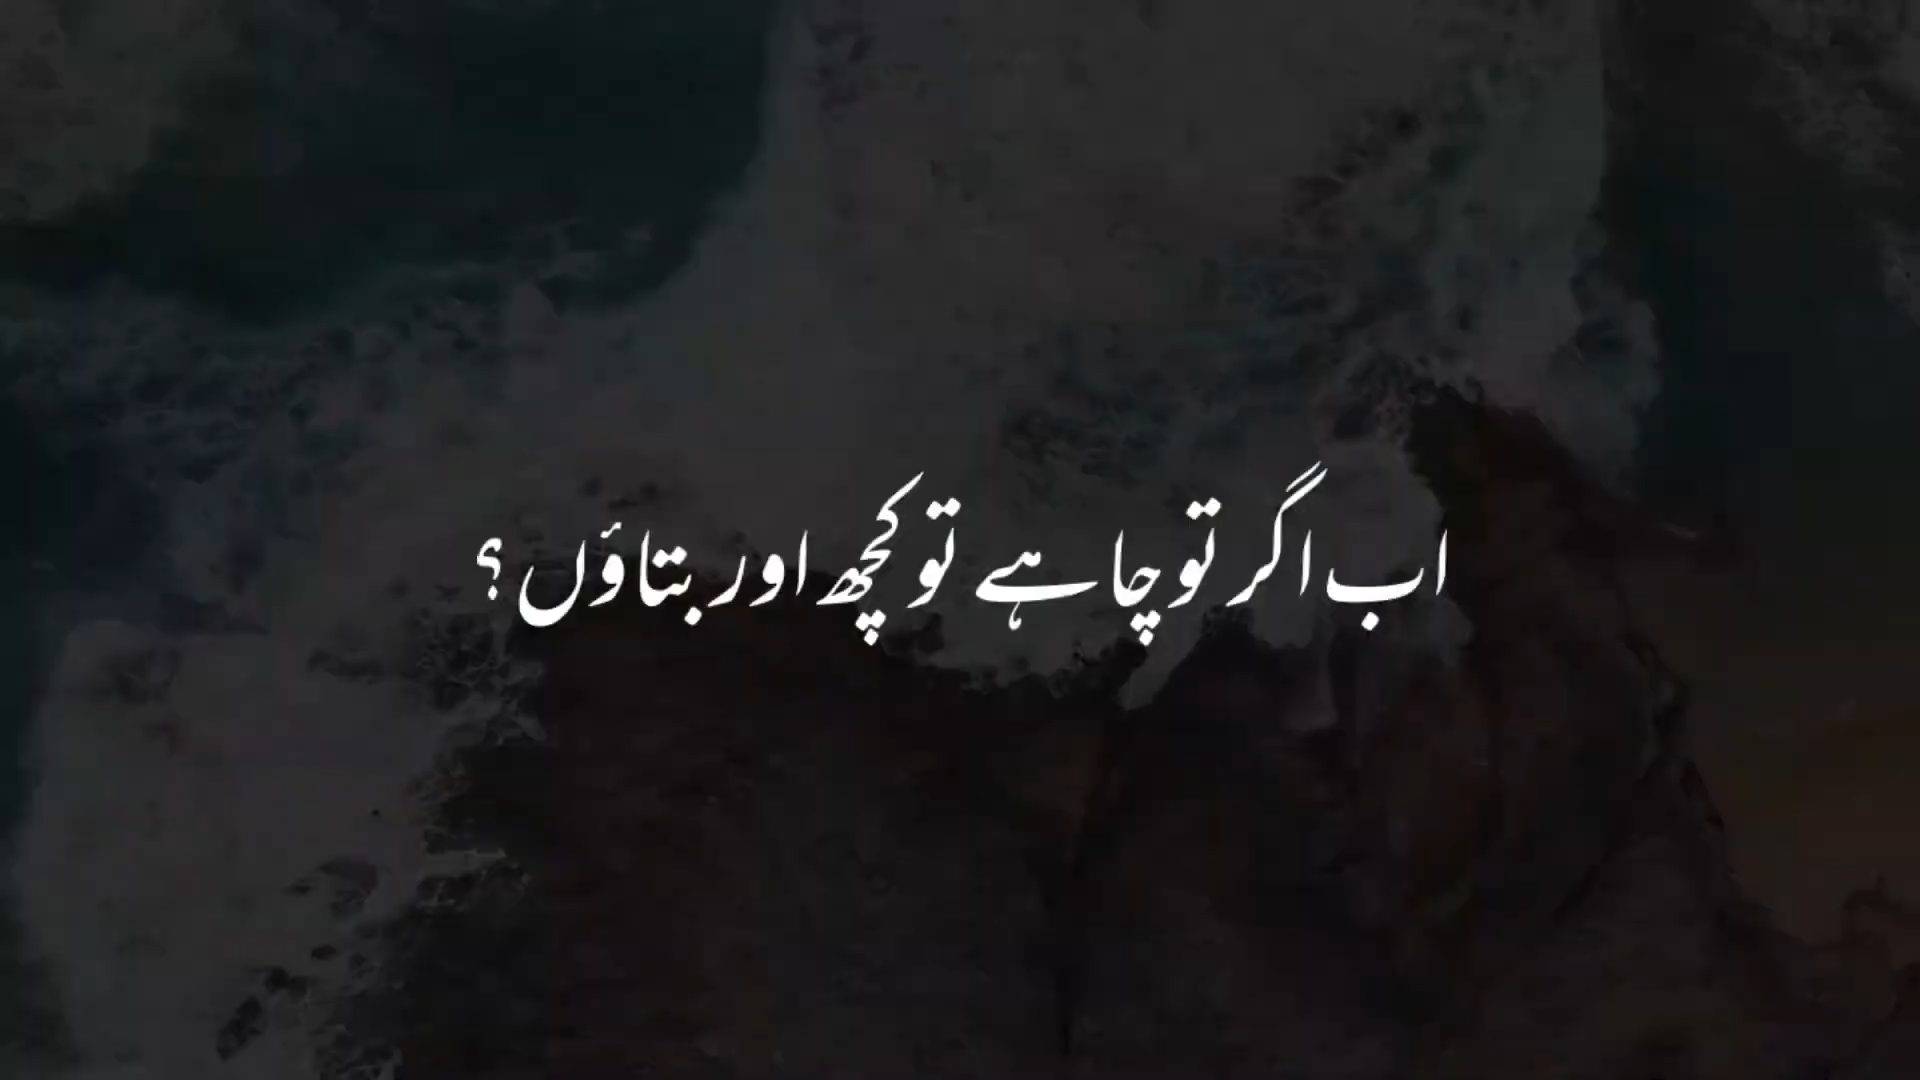 اب اگر تو چاہے تو کچھ اور بتاؤں ؟